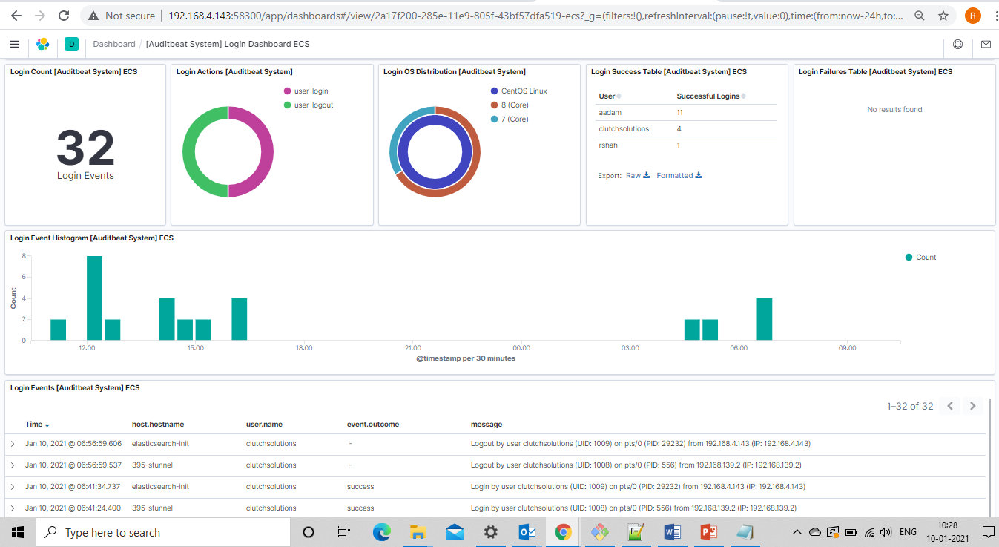 Not secure | 192.168.4.143:58300/app/dashboards#/view/2a17f200-285e-11e9-805f-43bf57dfa519-ecs?_g=(filters:!(),refreshInterval:(pause:!t,value:0),time:(from:now-24h,to:...
R
D Dashboard / [Auditbeat System] Login Dashboard ECS
Login Count [Auditbeat System] ECS
32
Login Events
Login Actions [Auditbeat System]
user_login
user_logout
Login OS Distribution [Auditbeat System]
CentOS Linux
8 (Core)
7 (Core)
Login Success Table [Auditbeat System] ECS
User Successful Logins
aadam 11
clutchsolutions 4
rshah 1
Export: Raw Formatted
Login Failures Table [Auditbeat System] ECS
No results found
Login Event Histogram [Auditbeat System] ECS
Count
8
6
4
2
0
Count
12:00 15:00 18:00 21:00 00:00 03:00 06:00 09:00
@timestamp per 30 minutes
Login Events [Auditbeat System] ECS
1–32 of 32
Time host.hostname user.name event.outcome message
Jan 10, 2021 @ 06:56:59.606 elasticsearch-init clutchsolutions - Logout by user clutchsolutions (UID: 1009) on pts/0 (PID: 29232) from 192.168.4.143 (IP: 192.168.4.143)
Jan 10, 2021 @ 06:56:59.537 395-stunnel clutchsolutions - Logout by user clutchsolutions (UID: 1008) on pts/0 (PID: 556) from 192.168.139.2 (IP: 192.168.139.2)
Jan 10, 2021 @ 06:41:34.737 elasticsearch-init clutchsolutions success Login by user clutchsolutions (UID: 1009) on pts/0 (PID: 29232) from 192.168.4.143 (IP: 192.168.4.143)
Jan 10, 2021 @ 06:41:24.400 395-stunnel clutchsolutions success Login by user clutchsolutions (UID: 1008) on pts/0 (PID: 556) from 192.168.139.2 (IP: 192.168.139.2)
Type here to search
ENG
10:28
10-01-2021